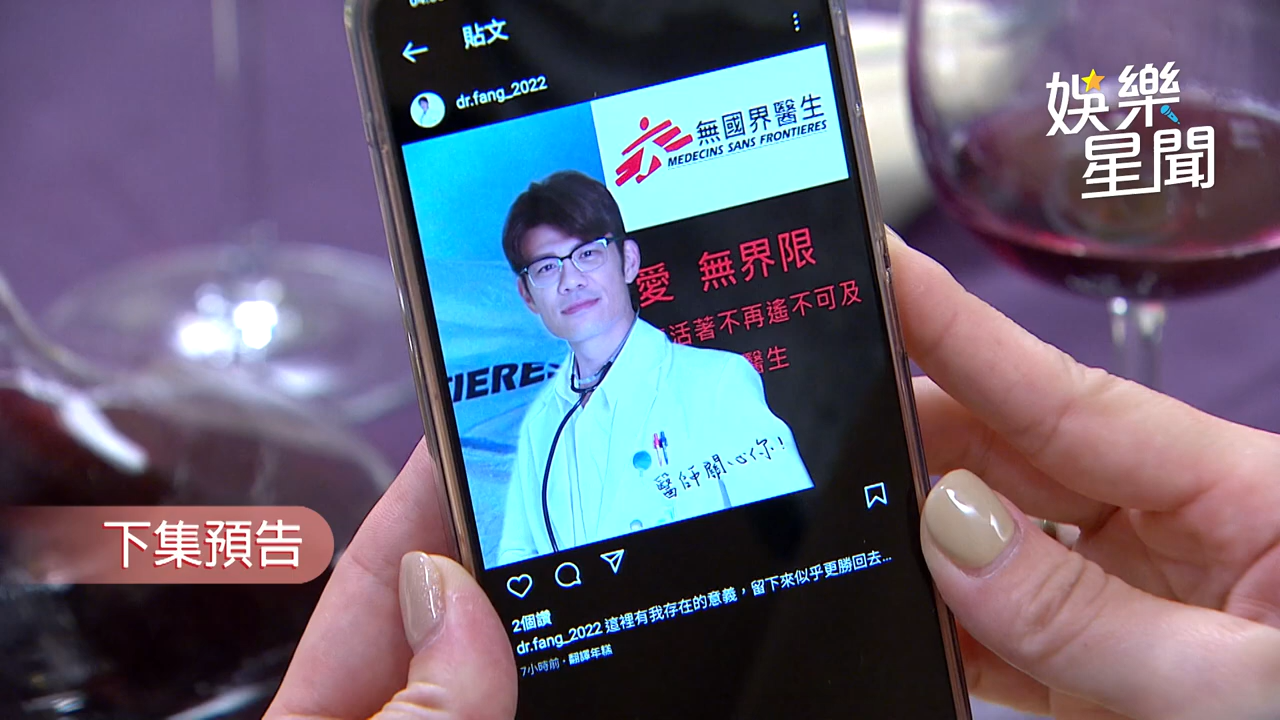 貼文
dr.fang_2022
無國界醫生
MEDECINS SANS FRONTIERES
愛 無界限
活著不再遙不可及
醫生
TIERES
醫師關心你!
2個讚
dr.fang_2022 這裡有我存在的意義，留下來似乎更勝回去...
7小時前・翻譯年糕
娛樂
星聞
下集預告